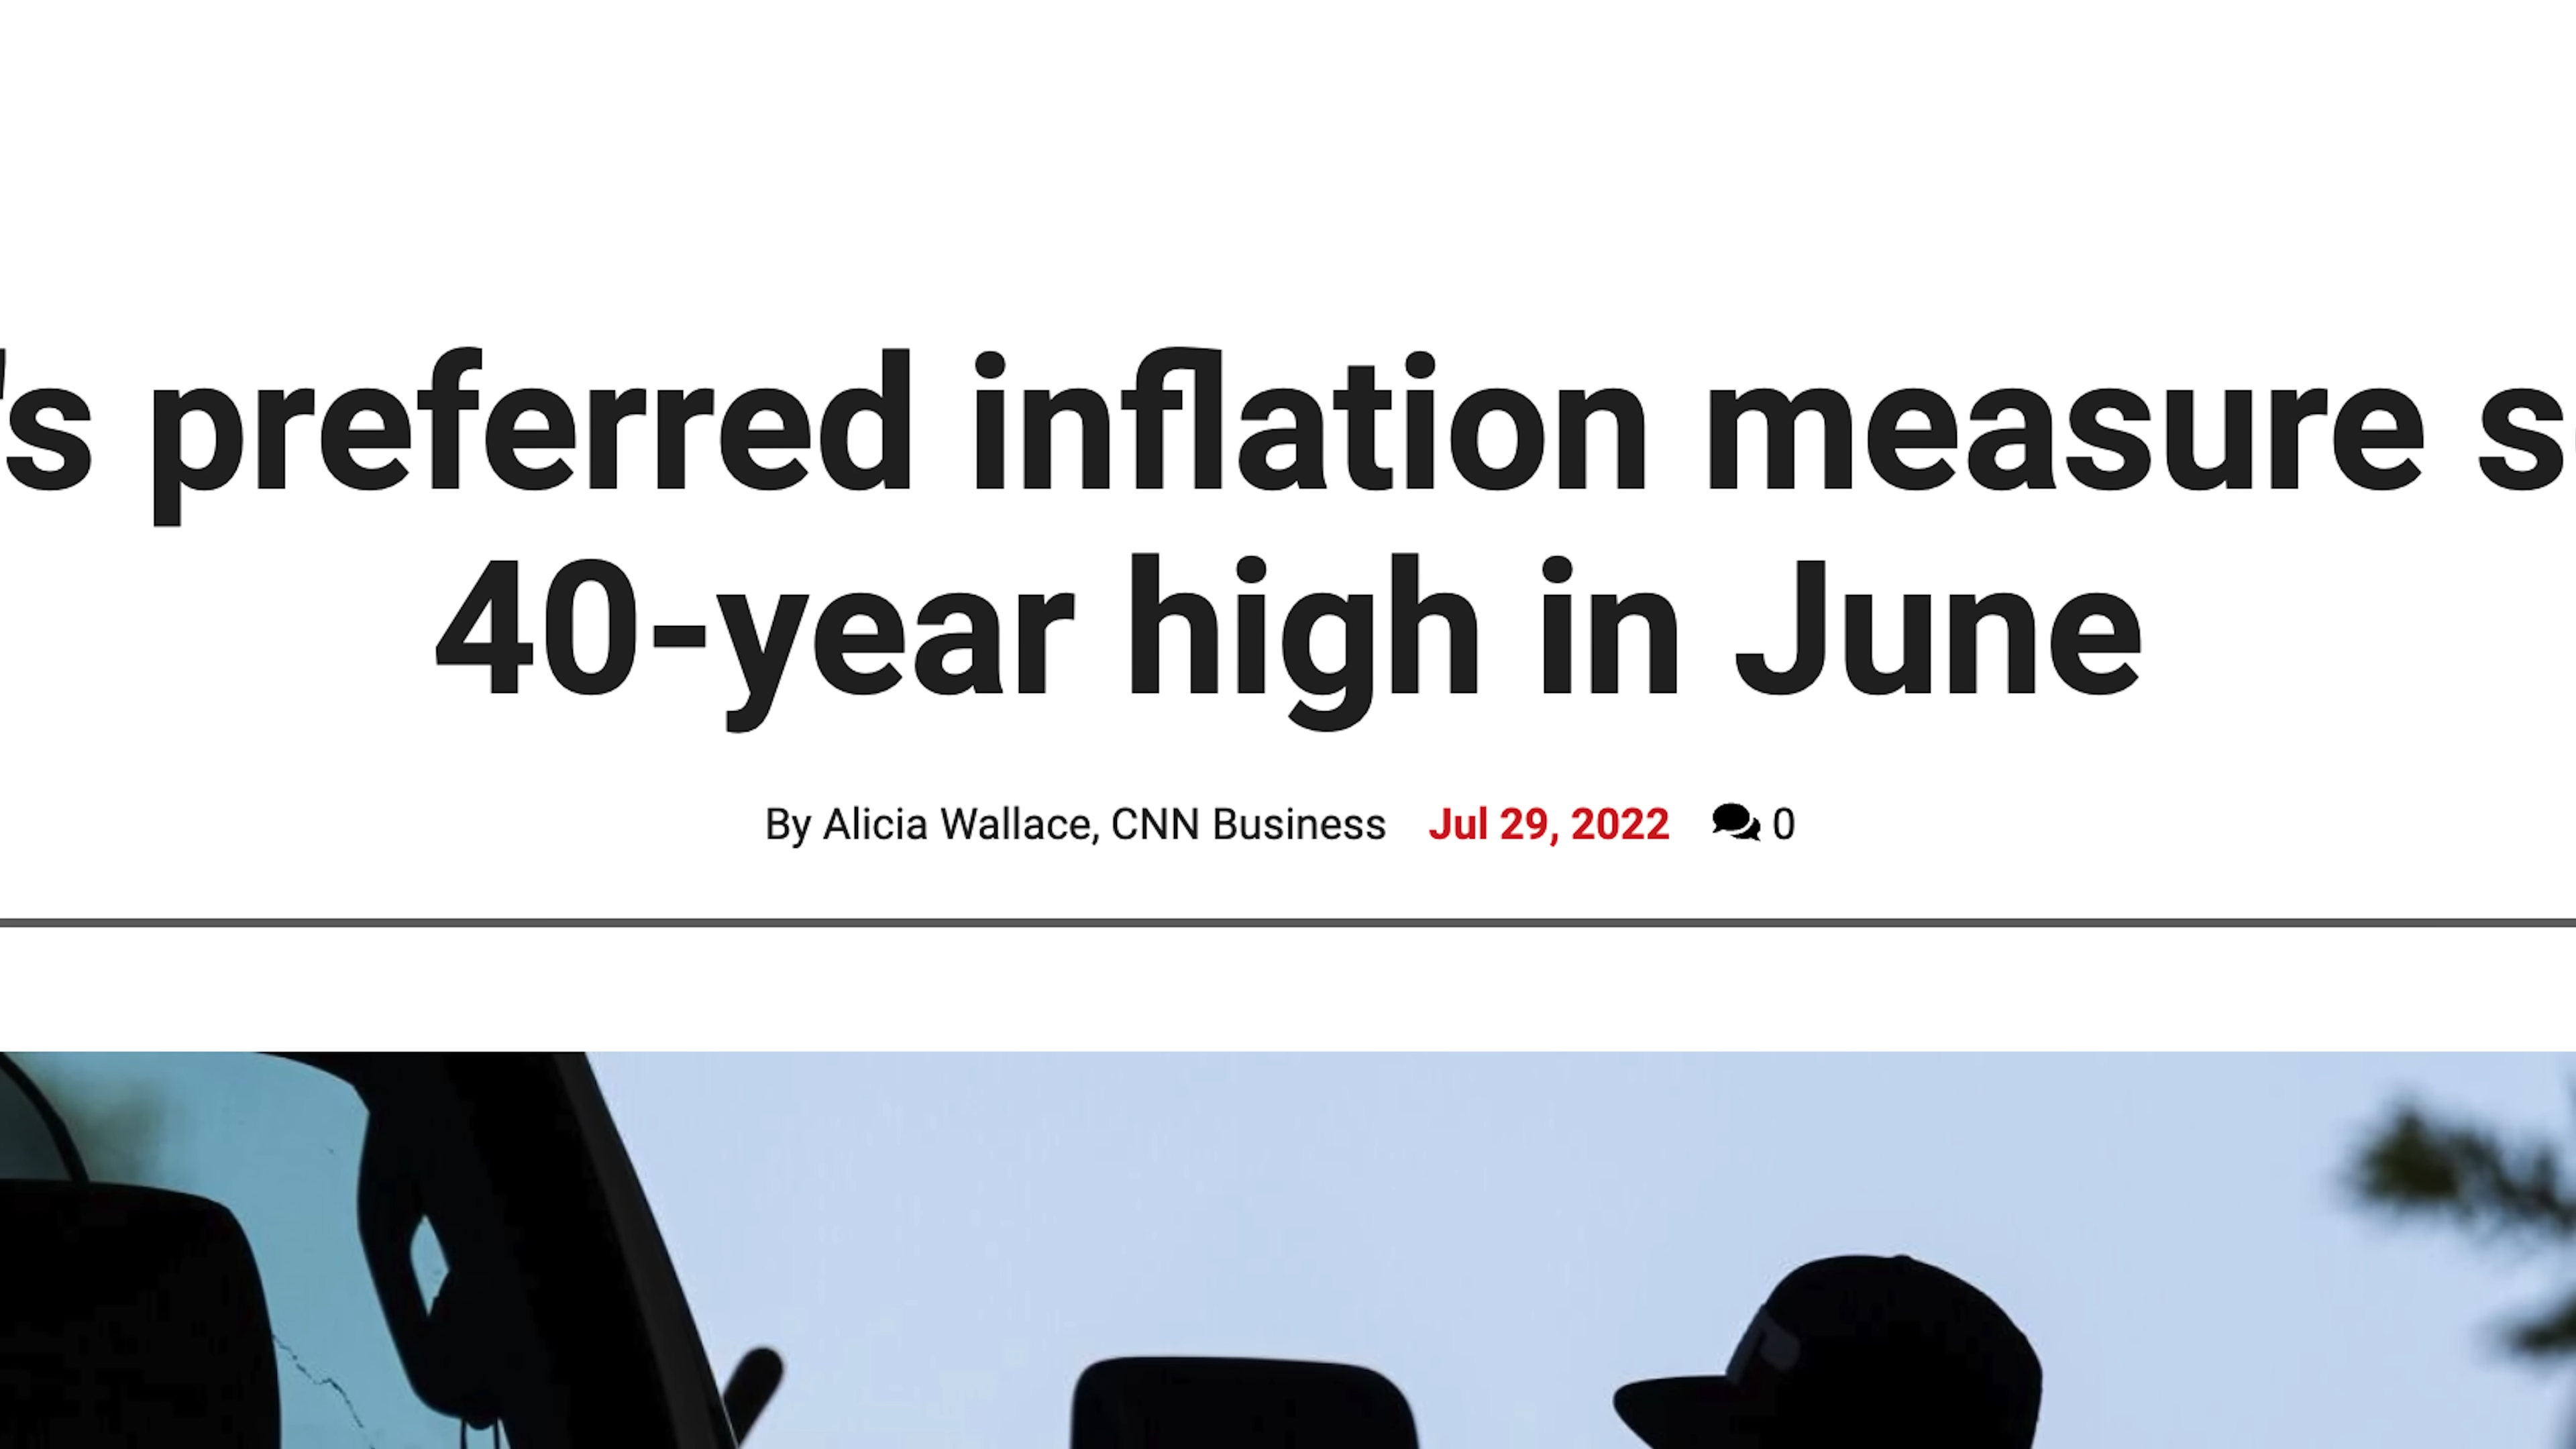 's preferred inflation measure s
40-year high in June
By Alicia Wallace, CNN Business Jul 29, 2022 0